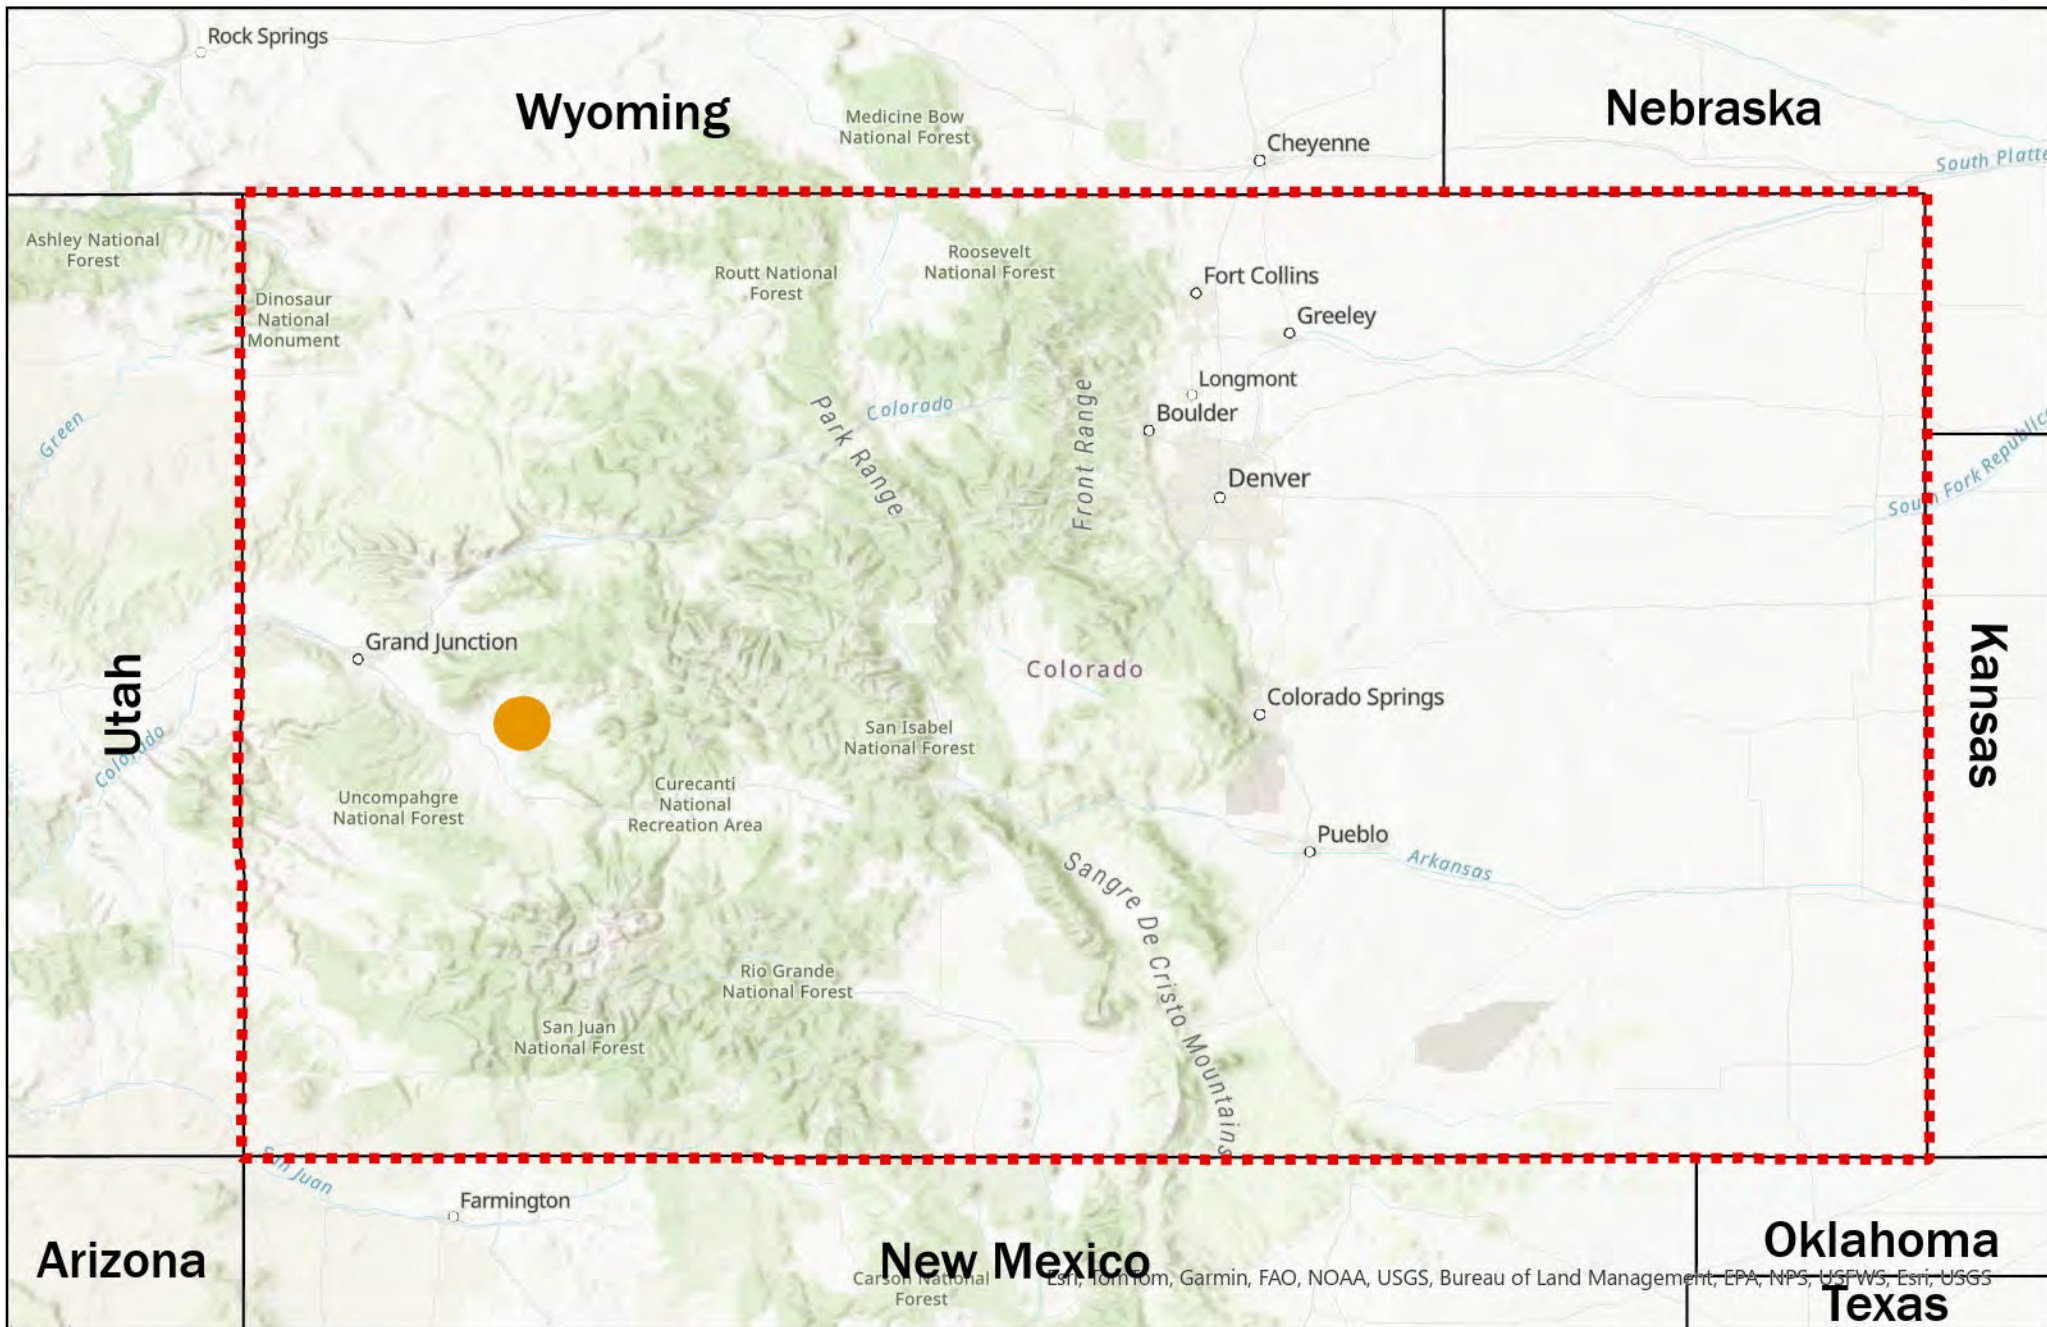 Rock Springs
Wyoming
Nebraska
Medicine Bow
National Forest
Cheyenne
South Platte
Ashley National
Forest
Dinosaur
National
Monument
Routt National
Forest
Roosevelt
National Forest
Fort Collins
Greeley
Longmont
Boulder
Colorado
Park Range
Front Range
Green
Denver
South Fork Republic
Grand Junction
Colorado
Utah
Colorado
Kansas
Colorado Springs
San Isabel
National Forest
Uncompahgre
National Forest
Curecanti
National
Recreation Area
Pueblo
Arkansas
Sangre De Cristo Mountains
Rio Grande
National Forest
San Juan
National Forest
San Juan
Farmington
Arizona
New Mexico
Oklahoma
Carson National
Forest
Esri, TomTom, Garmin, FAO, NOAA, USGS, Bureau of Land Management, EPA, NPS, USFWS, Esri, USGS
Texas